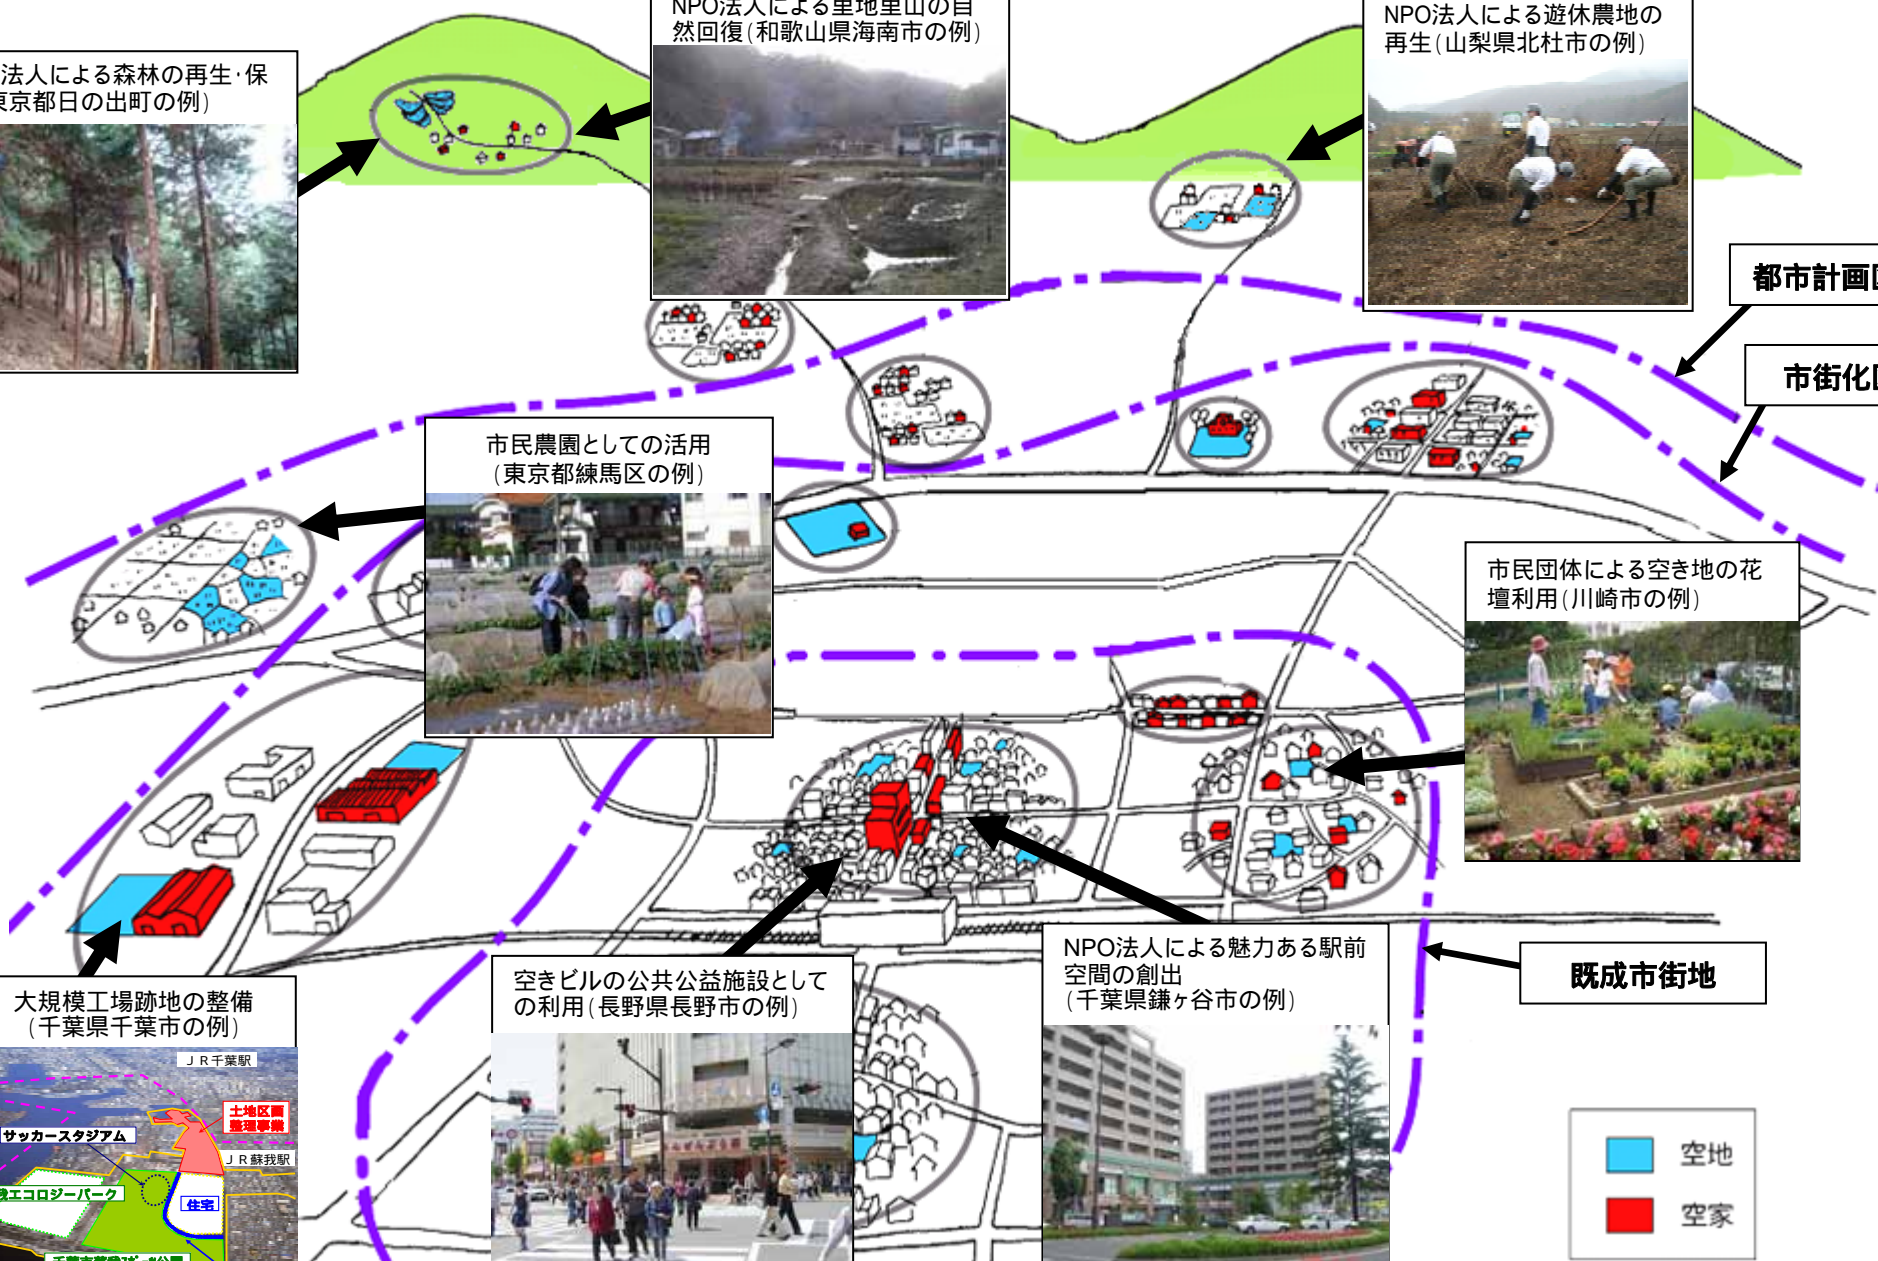 法人による森林の再生・保
東京都日の出町の例)
NPO法人による里地里山の自
然回復(和歌山県海南市の例)
NPO法人による遊休農地の
再生(山梨県北杜市の例)
都市計画区
市街化区
市民農園としての活用
(東京都練馬区の例)
市民団体による空き地の花
壇利用(川崎市の例)
既成市街地
大規模工場跡地の整備
(千葉県千葉市の例)
空きビルの公共公益施設として
の利用(長野県長野市の例)
NPO法人による魅力ある駅前
空間の創出
(千葉県鎌ヶ谷市の例)
JR千葉駅
土地区画
整理事業
サッカースタジアム
JR蘇我駅
エコロジーパーク
住宅
空地
空家